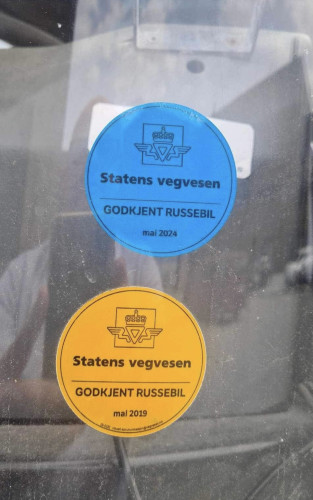 Statens vegvesen
GODKJENT RUSSEBIL
mai 2024
Statens vegvesen
GODKJENT RUSSEBIL
mai 2019